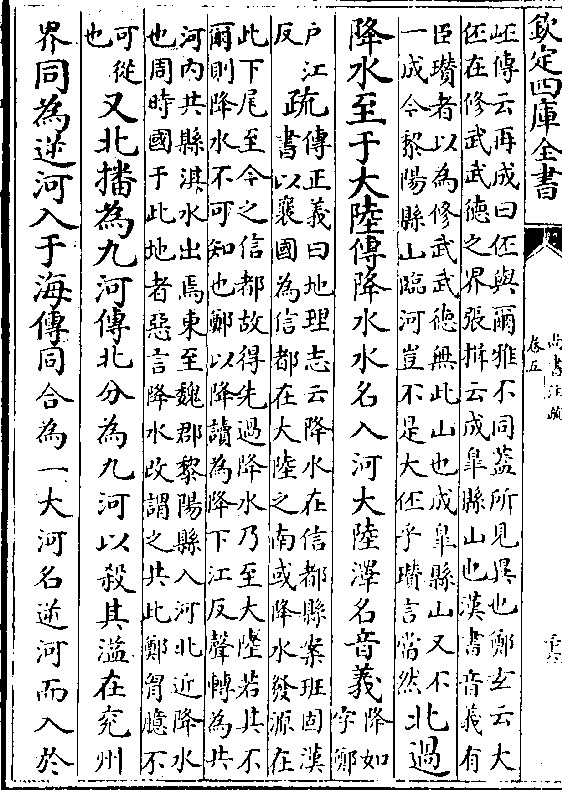 欽定四庫全書
尚書注疏
卷五
岯傳云再成曰伾與爾雅不同蓋所見異也鄭玄云大
伾在修武武德之界張揖云成臯縣山也漢書音義有
臣瓚者以為修武武德無此山也成臯縣山又不
一成今黎陽縣山臨河豈不是大伾乎瓚言當然
北過
降水至于大陸傳降水水名入河大陸澤名音義
降如
字鄭
户江
反
疏
傳正義曰地理志云降水在信都縣案班固漢
書以襄國為信都在大陸之南或降水發源在
此下尾至今之信都故得先過降水乃至大陸若其不
爾則降水不可知也鄭以降讀為降下江反聲轉為共
河内共縣淇水出焉東至魏郡黎陽縣入河北近降水
也周時國于此地者惡言降水改謂之共此鄭胷臆不
可從
也
又北播為九河傳北分為九河以殺其溢在兖州
界同為逆河入于海傳同合為一大河名逆河而入於